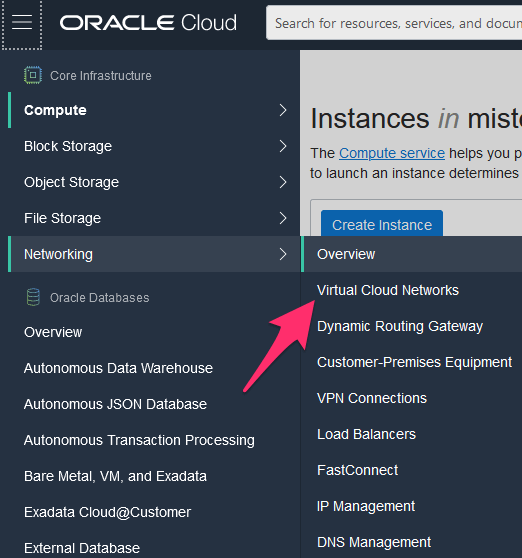 ORACLE Cloud
Search for resources, services, and docum
Core Infrastructure
Compute
Block Storage
Object Storage
File Storage
Networking
Oracle Databases
Overview
Autonomous Data Warehouse
Autonomous JSON Database
Autonomous Transaction Processing
Bare Metal, VM, and Exadata
Exadata Cloud@Customer
External Database
Instances in miste
The Compute service helps you p
to launch an instance determines
Create Instance
Overview
Virtual Cloud Networks
Dynamic Routing Gateway
Customer-Premises Equipment
VPN Connections
Load Balancers
FastConnect
IP Management
DNS Management